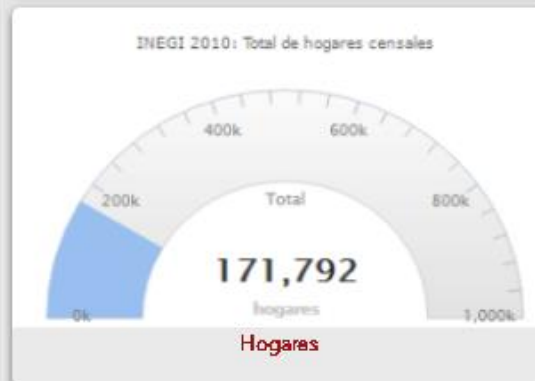 INEGI 2010: Total de hogares censales
400k 600k
200k Total 800k
171,792
hogares
0k 1,000k
Hogares